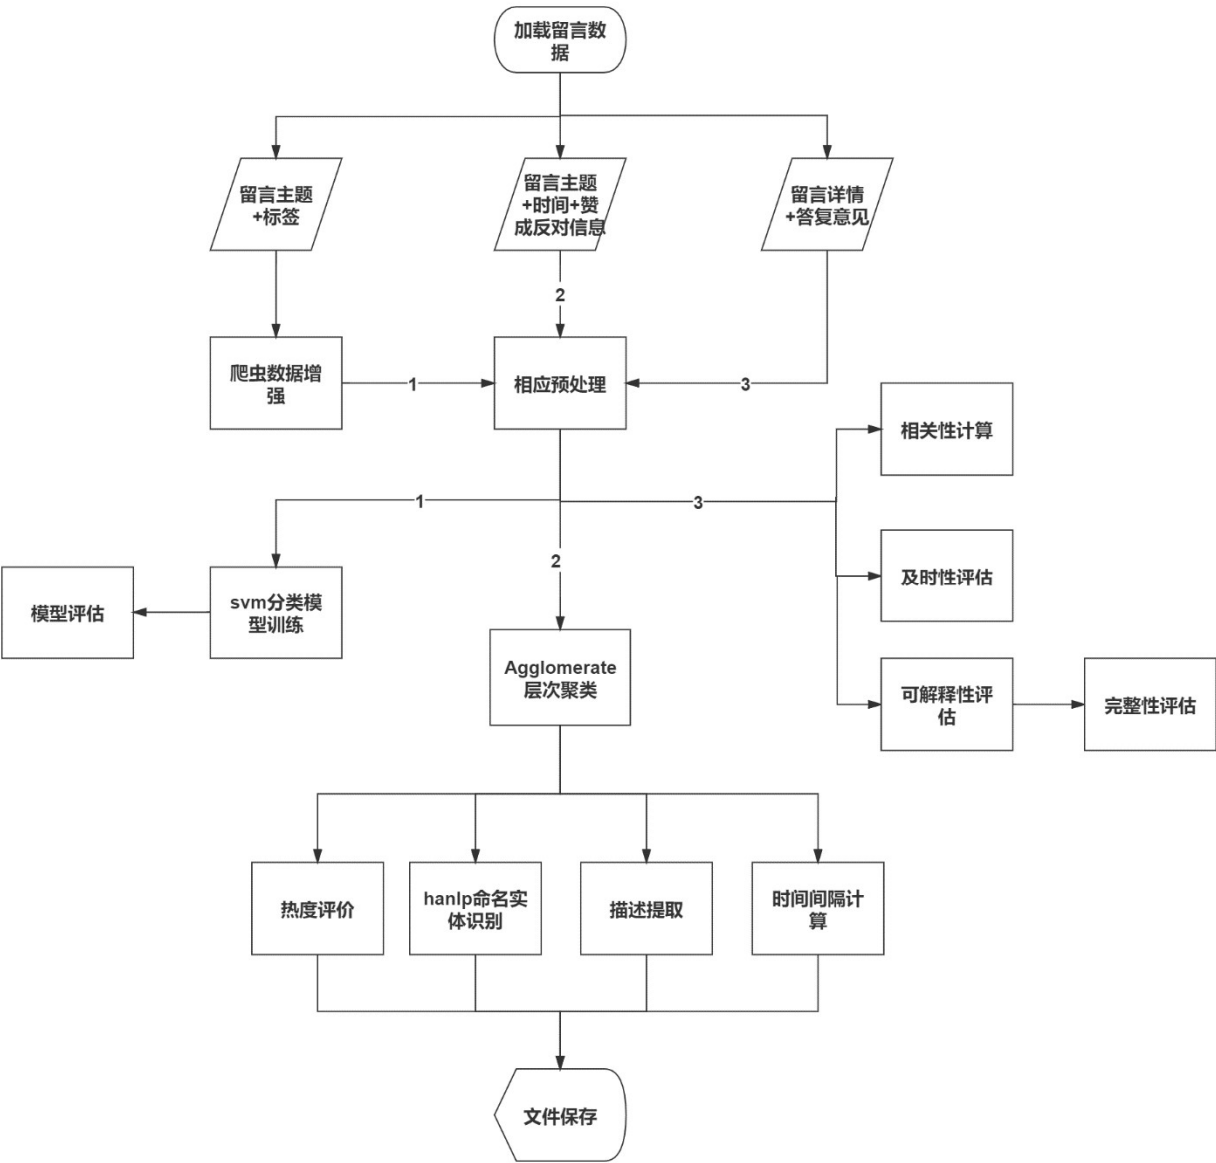 加载留言数
据
留言主题
+标签
留言主题
+时间+赞
成反对信息
留言详情
+答复意见
2
爬虫数据增
强
1
相应预处理
3
相关性计算
1
3
2
及时性评估
模型评估
svm分类模
型训练
Agglomerate
层次聚类
可解释性评
估
完整性评估
热度评价
hanlp命名实
体识别
描述提取
时间间隔计
算
文件保存